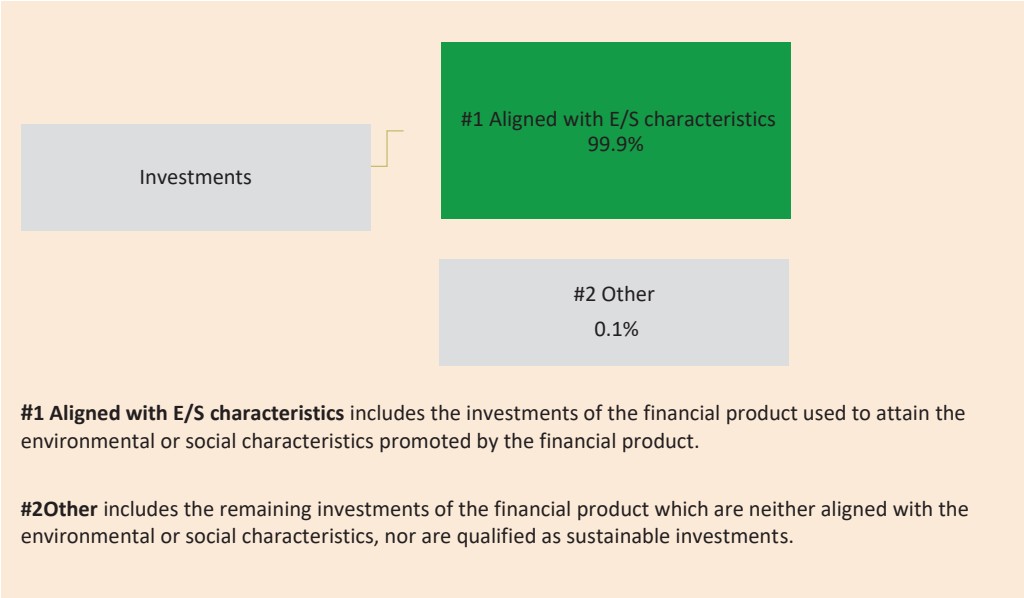 #1 Aligned with E/S characteristics
99.9%
Investments
#2 Other
0.1%
#1 Aligned with E/S characteristics includes the investments of the financial product used to attain the
environmental or social characteristics promoted by the financial product.
#2Other includes the remaining investments of the financial product which are neither aligned with the
environmental or social characteristics, nor are qualified as sustainable investments.